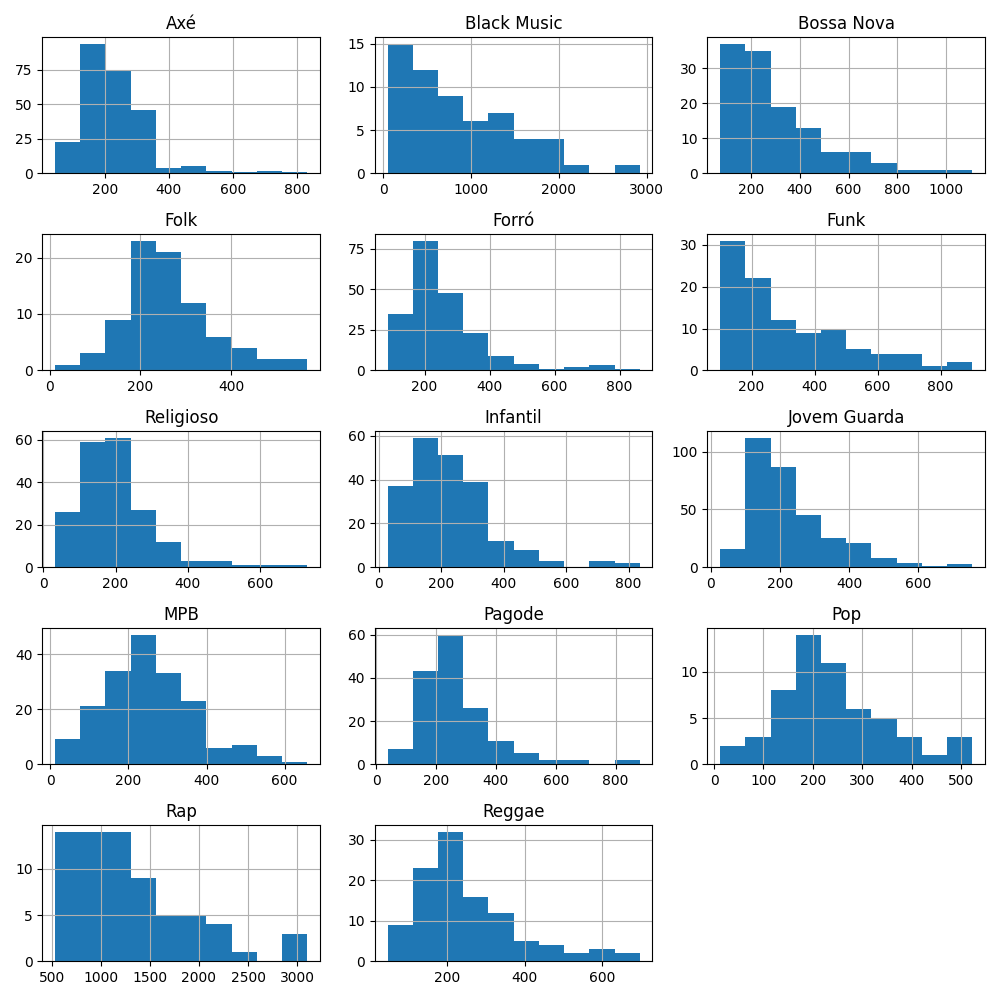 Axé Black Music Bossa Nova
75 15 30
50 10 20
25 5 10
0 0 0
200 400 600 800 0 1000 2000 3000 200 400 600 800 1000
Folk Forró Funk
20 75 30
10 50 20
0 25 10
0 0
0 200 400 200 400 600 800 200 400 600 800
Religioso Infantil Jovem Guarda
60 60 100
40 40 50
20 20 0
0 0
0 200 400 600 0 200 400 600 800 0 200 400 600
MPB Pagode Pop
40 60 10
20 40 5
0 20 0
0
0 200 400 600 0 200 400 600 800 0 100 200 300 400 500
Rap Reggae
10 30
5 20
0 10
0
500 1000 1500 2000 2500 3000 200 400 600